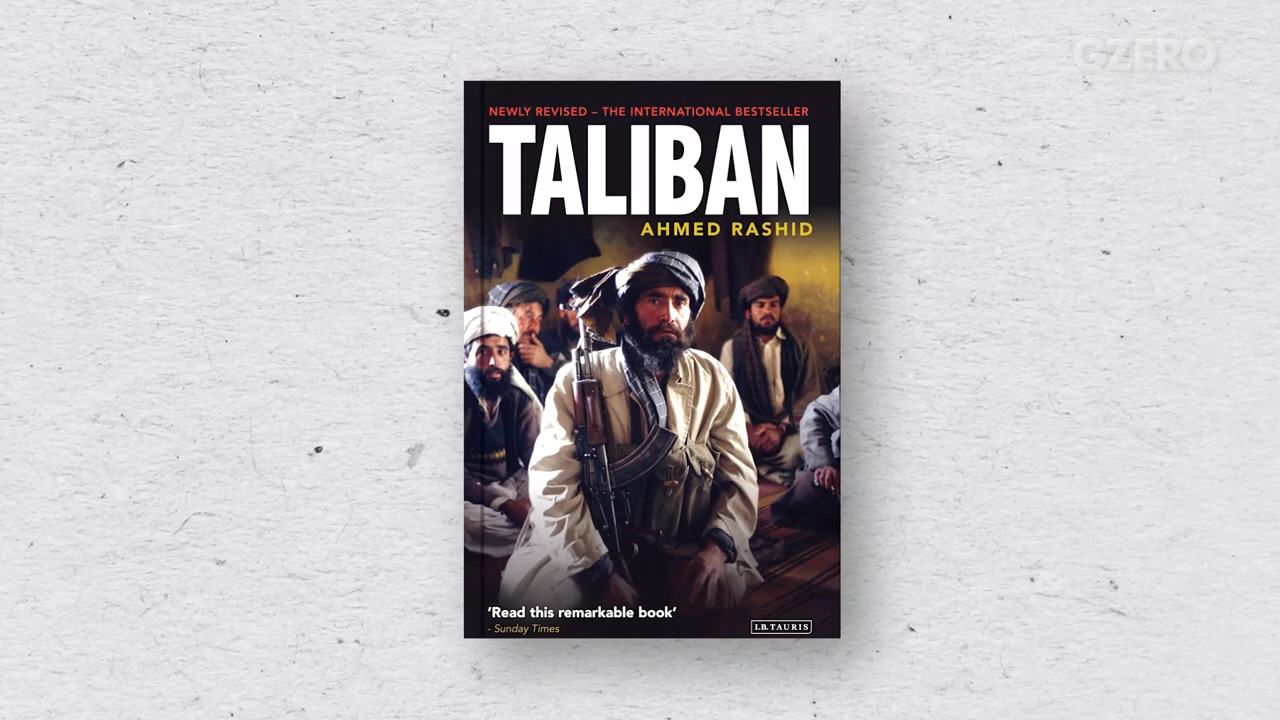 GZERO
NEWLY REVISED – THE INTERNATIONAL BESTSELLER
TALIBAN
AHMED RASHID
'Read this remarkable book'
- Sunday Times
I.B.TAURIS